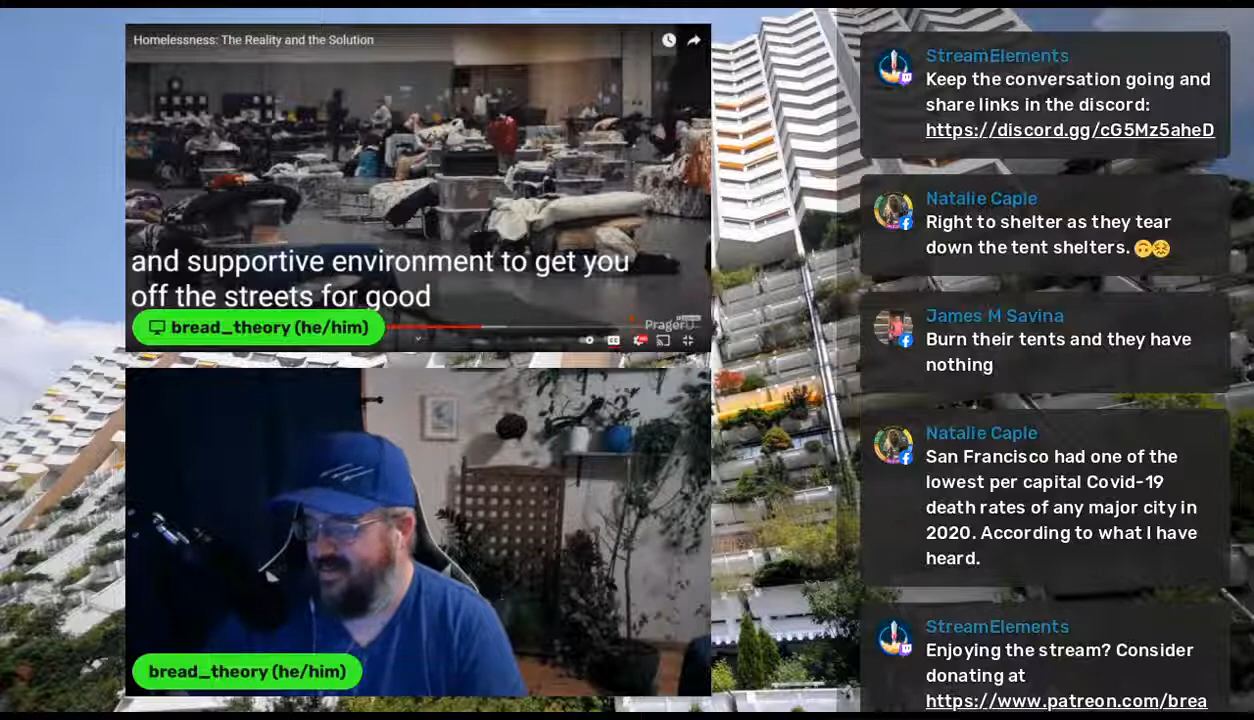 Homelessness: The Reality and the Solution
and supportive environment to get you
off the streets for good
bread_theory (he/him)
PragerU
bread_theory (he/him)
StreamElements
Keep the conversation going and
share links in the discord:
https://discord.gg/cG5Mz5aheD
Natalie Caple
Right to shelter as they tear
down the tent shelters. 🙃😣
James M Savina
Burn their tents and they have
nothing
Natalie Caple
San Francisco had one of the
lowest per capital Covid-19
death rates of any major city in
2020. According to what I have
heard.
StreamElements
Enjoying the stream? Consider
donating at
https://www.patreon.com/brea